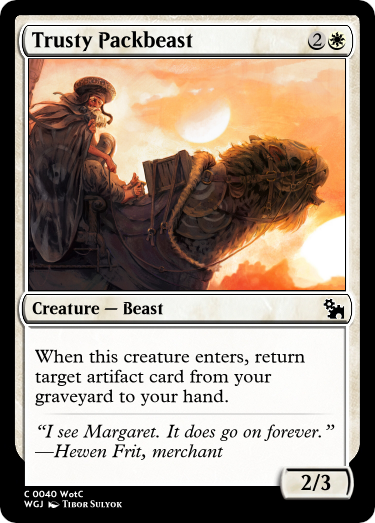 Trusty Packbeast 2
Creature — Beast
When this creature enters, return
target artifact card from your
graveyard to your hand.
“I see Margaret. It does go on forever.”
—Hewen Frit, merchant
2/3
C 0040 WotC
WGJ Tibor Sulyok